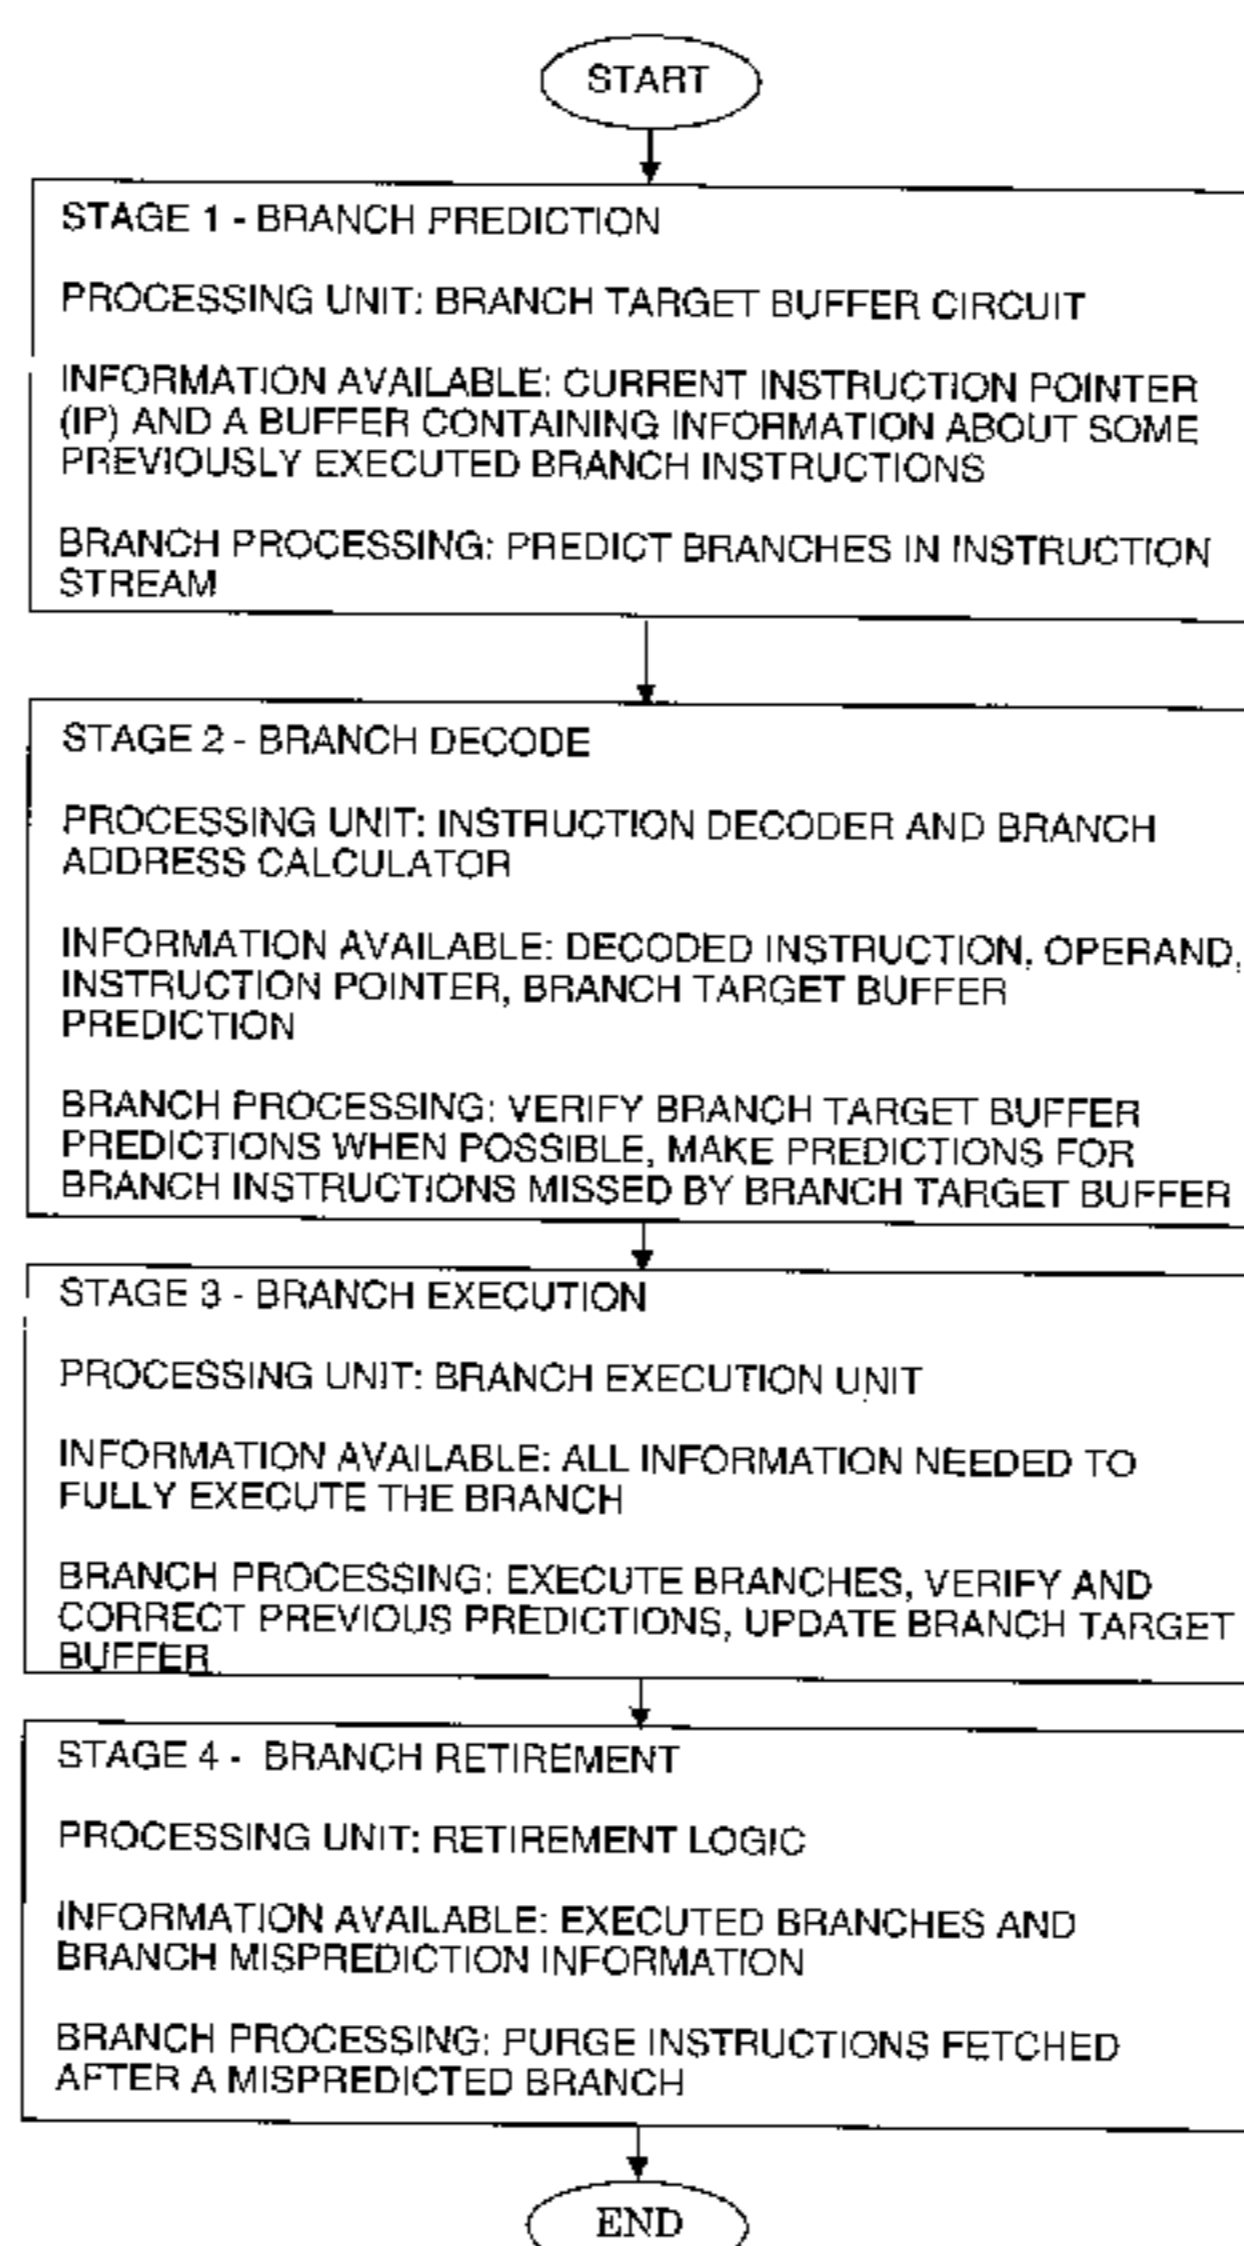 START
STAGE 1 - BRANCH PREDICTION
PROCESSING UNIT: BRANCH TARGET BUFFER CIRCUIT
INFORMATION AVAILABLE: CURRENT INSTRUCTION POINTER
(IP) AND A BUFFER CONTAINING INFORMATION ABOUT SOME
PREVIOUSLY EXECUTED BRANCH INSTRUCTIONS
BRANCH PROCESSING: PREDICT BRANCHES IN INSTRUCTION
STREAM
STAGE 2 - BRANCH DECODE
PROCESSING UNIT: INSTRUCTION DECODER AND BRANCH
ADDRESS CALCULATOR
INFORMATION AVAILABLE: DECODED INSTRUCTION, OPERAND,
INSTRUCTION POINTER, BRANCH TARGET BUFFER
PREDICTION
BRANCH PROCESSING: VERIFY BRANCH TARGET BUFFER
PREDICTIONS WHEN POSSIBLE, MAKE PREDICTIONS FOR
BRANCH INSTRUCTIONS MISSED BY BRANCH TARGET BUFFER
STAGE 3 - BRANCH EXECUTION
PROCESSING UNIT: BRANCH EXECUTION UNIT
INFORMATION AVAILABLE: ALL INFORMATION NEEDED TO
FULLY EXECUTE THE BRANCH
BRANCH PROCESSING: EXECUTE BRANCHES, VERIFY AND
CORRECT PREVIOUS PREDICTIONS, UPDATE BRANCH TARGET
BUFFER
STAGE 4 - BRANCH RETIREMENT
PROCESSING UNIT: RETIREMENT LOGIC
INFORMATION AVAILABLE: EXECUTED BRANCHES AND
BRANCH MISPREDICTION INFORMATION
BRANCH PROCESSING: PURGE INSTRUCTIONS FETCHED
AFTER A MISPREDICTED BRANCH
END